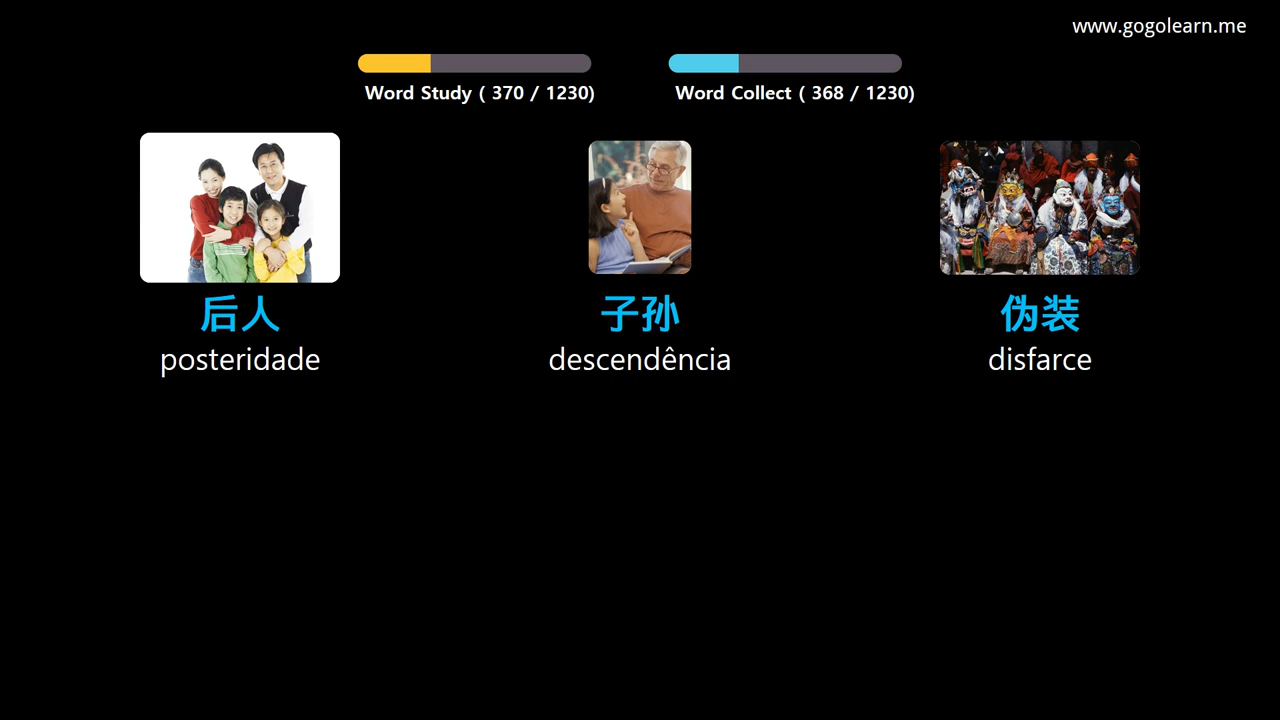 www.gogolearn.me
Word Study ( 370 / 1230)
Word Collect ( 368 / 1230)
后人
子孙
伪装
posteridade
descendência
disfarce